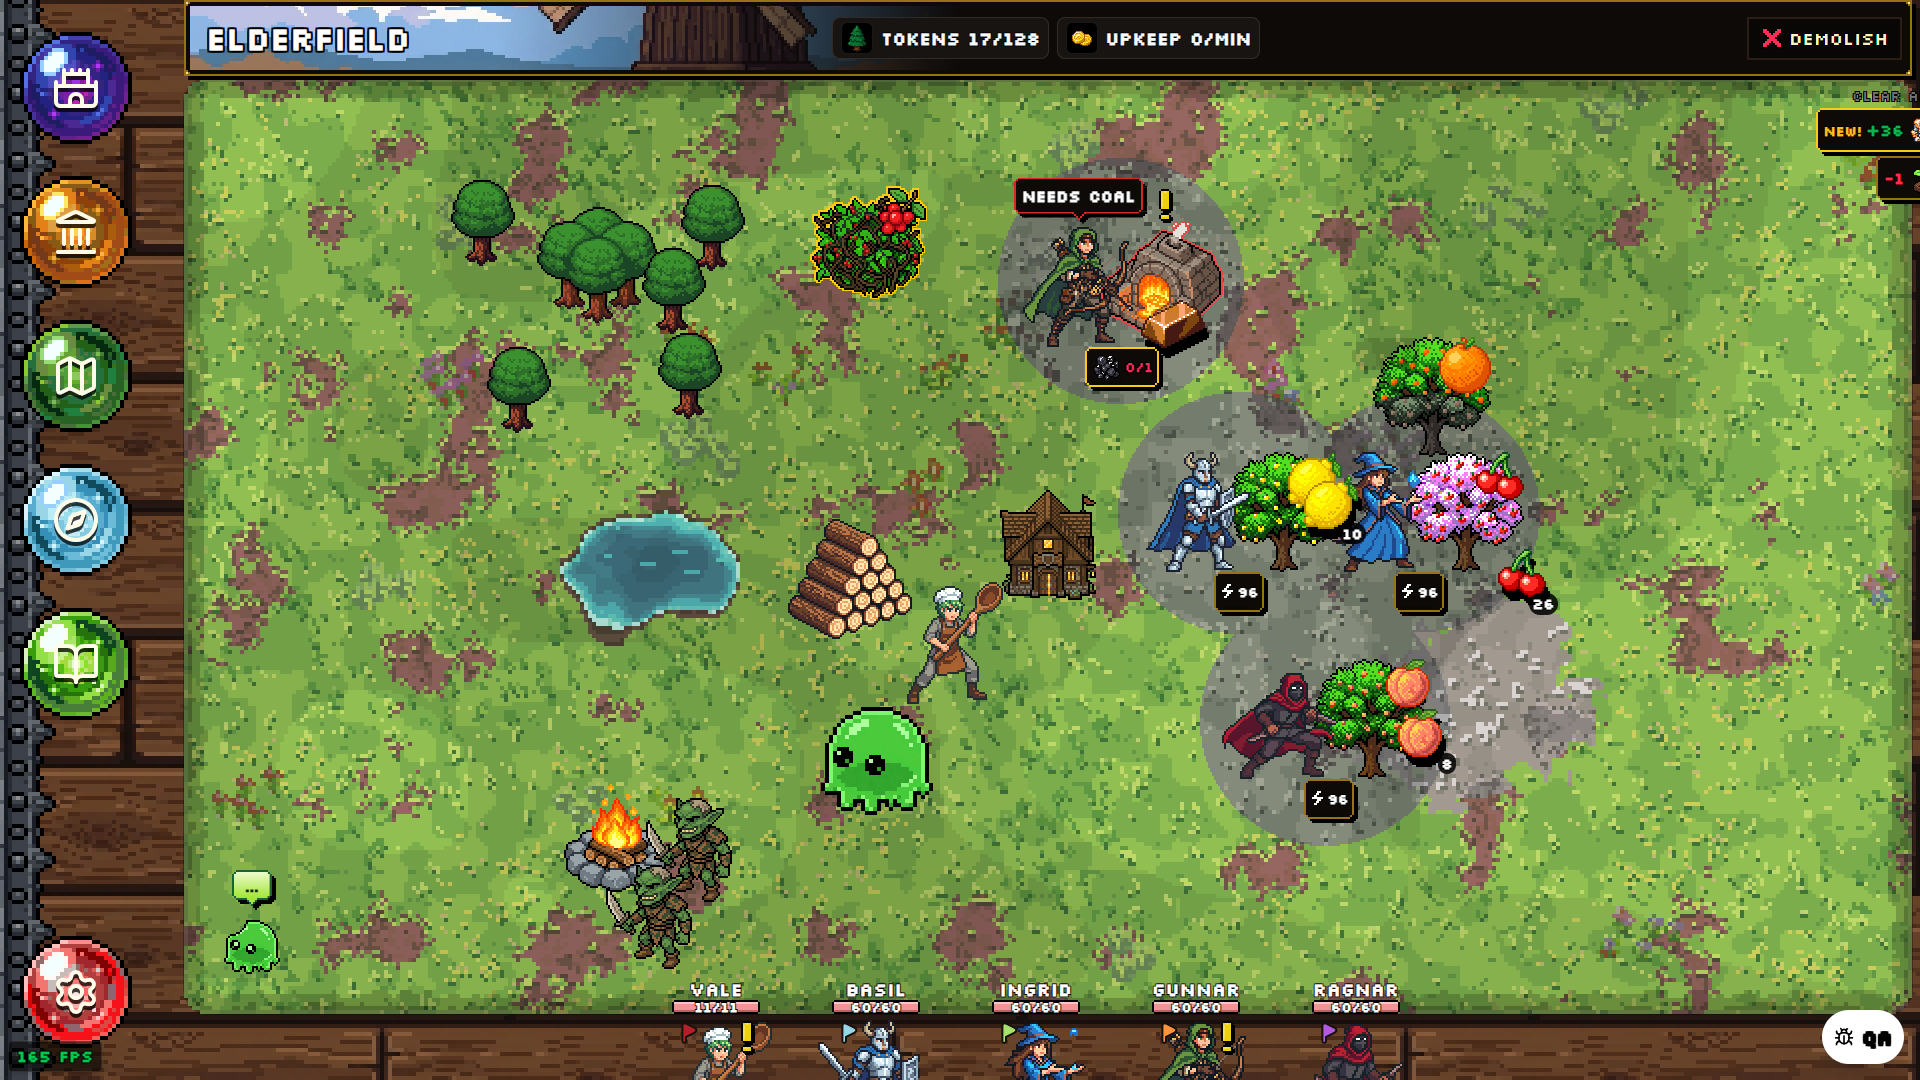 ELDERFIELD
TOKENS 17/128
UPKEEP 0/MIN
DEMOLISH
CLEAR A
NEW! +36
-1
NEEDS COAL
0/1
10
96
96
26
8
96
...
YALE
11/11
BASIL
60/60
INGRID
60/60
GUNNAR
60/60
RAGNAR
60/60
165 FPS
QA